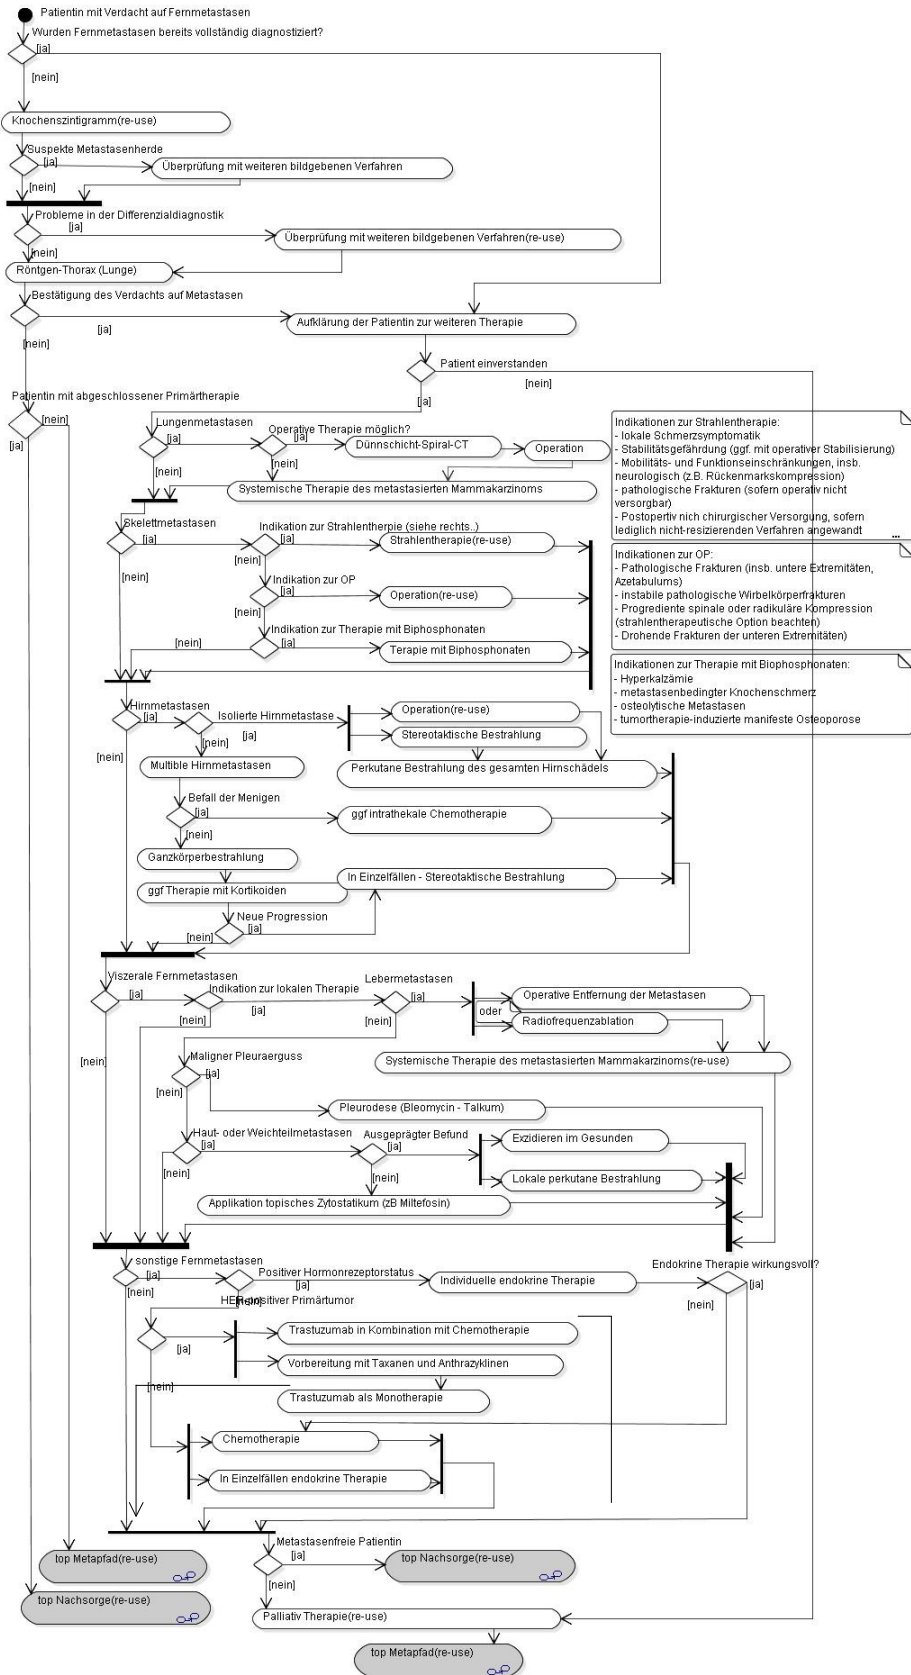 Patientin mit Verdacht auf Fernmetastasen
Wurden Fernmetastasen bereits vollständig diagnostiziert?
[ja]
[nein]
Knochenszintigramm(re-use)
Suspekte Metastasenherde
[ja]
Überprüfung mit weiteren bildgebenen Verfahren
[nein]
Probleme in der Differenzialdiagnostik
[ja]
Überprüfung mit weiteren bildgebenen Verfahren(re-use)
[nein]
Röntgen-Thorax (Lunge)
Bestätigung des Verdachts auf Metastasen
[ja]
Aufklärung der Patientin zur weiteren Therapie
[nein]
Patient einverstanden
[nein]
[ja]
Patientin mit abgeschlossener Primärtherapie
[nein]
[ja]
Lungenmetastasen
[ja]
Operative Therapie möglich?
[ja]
Dünnschicht-Spiral-CT
Operation
[nein]
[nein]
Systemische Therapie des metastasierten Mammakarzinoms
Indikationen zur Strahlentherapie:
- lokale Schmerzsymptomatik
- Stabilitätsgefährdung (ggf. mit operativer Stabilisierung)
- Mobilitäts- und Funktionseinschränkungen, insb.
neurologisch (z.B. Rückenmarkskompression)
- pathologische Frakturen (sofern operativ nicht
versorgbar)
- Postopertiv nich chirurgischer Versorgung, sofern
lediglich nicht-resizierenden Verfahren angewandt
...
Skelettmetastasen
[ja]
Indikation zur Strahlentherpie (siehe rechts..)
[ja]
Strahlentherapie(re-use)
[nein]
[nein]
Indikation zur OP
[ja]
Operation(re-use)
[nein]
Indikation zur Therapie mit Biphosphonaten
[nein]
[ja]
Terapie mit Biphosphonaten
Indikationen zur OP:
- Pathologische Frakturen (insb. untere Extremitäten,
Azetabulums)
- instabile pathologische Wirbelkörperfrakturen
- Progrediente spinale oder radikuläre Kompression
(strahlentherapeutische Option beachten)
- Drohende Frakturen der unteren Extremitäten)
Indikationen zur Therapie mit Biophosphonaten:
- Hyperkalzämie
- metastasenbedingter Knochenschmerz
- osteolytische Metastasen
- tumortherapie-induzierte manifeste Osteoporose
Hirnmetastasen
[ja]
Isolierte Hirnmetastase
[ja]
Operation(re-use)
Stereotaktische Bestrahlung
[nein]
[nein]
Multible Hirnmetastasen
Perkutane Bestrahlung des gesamten Hirnschädels
Befall der Menigen
[ja]
ggf intrathekale Chemotherapie
[nein]
Ganzkörperbestrahlung
ggf Therapie mit Kortikoiden
In Einzelfällen - Stereotaktische Bestrahlung
Neue Progression
[ja]
[nein]
Viszerale Fernmetastasen
[ja]
Indikation zur lokalen Therapie
[ja]
Lebermetastasen
[ja]
Operative Entfernung der Metastasen
oder
Radiofrequenzablation
[nein]
[nein]
[nein]
Systemische Therapie des metastasierten Mammakarzinoms(re-use)
Maligner Pleuraerguss
[ja]
[nein]
Pleurodese (Bleomycin - Talkum)
Haut- oder Weichteilmetastasen
[ja]
Ausgeprägter Befund
[ja]
Exzidieren im Gesunden
[nein]
[nein]
Lokale perkutane Bestrahlung
Applikation topisches Zytostatikum (zB Miltefosin)
sonstige Fernmetastasen
[ja]
Positiver Hormonrezeptorstatus
[ja]
Individuelle endokrine Therapie
Endokrine Therapie wirkungsvoll?
[ja]
[nein]
[nein]
[nein]
HER-positiver Primärtumor
[ja]
Trastuzumab in Kombination mit Chemotherapie
Vorbereitung mit Taxanen und Anthrazyklinen
[nein]
Trastuzumab als Monotherapie
Chemotherapie
In Einzelfällen endokrine Therapie
Metastasenfreie Patientin
[ja]
top Nachsorge(re-use)
[nein]
top Metapfad(re-use)
top Nachsorge(re-use)
Palliativ Therapie(re-use)
top Metapfad(re-use)